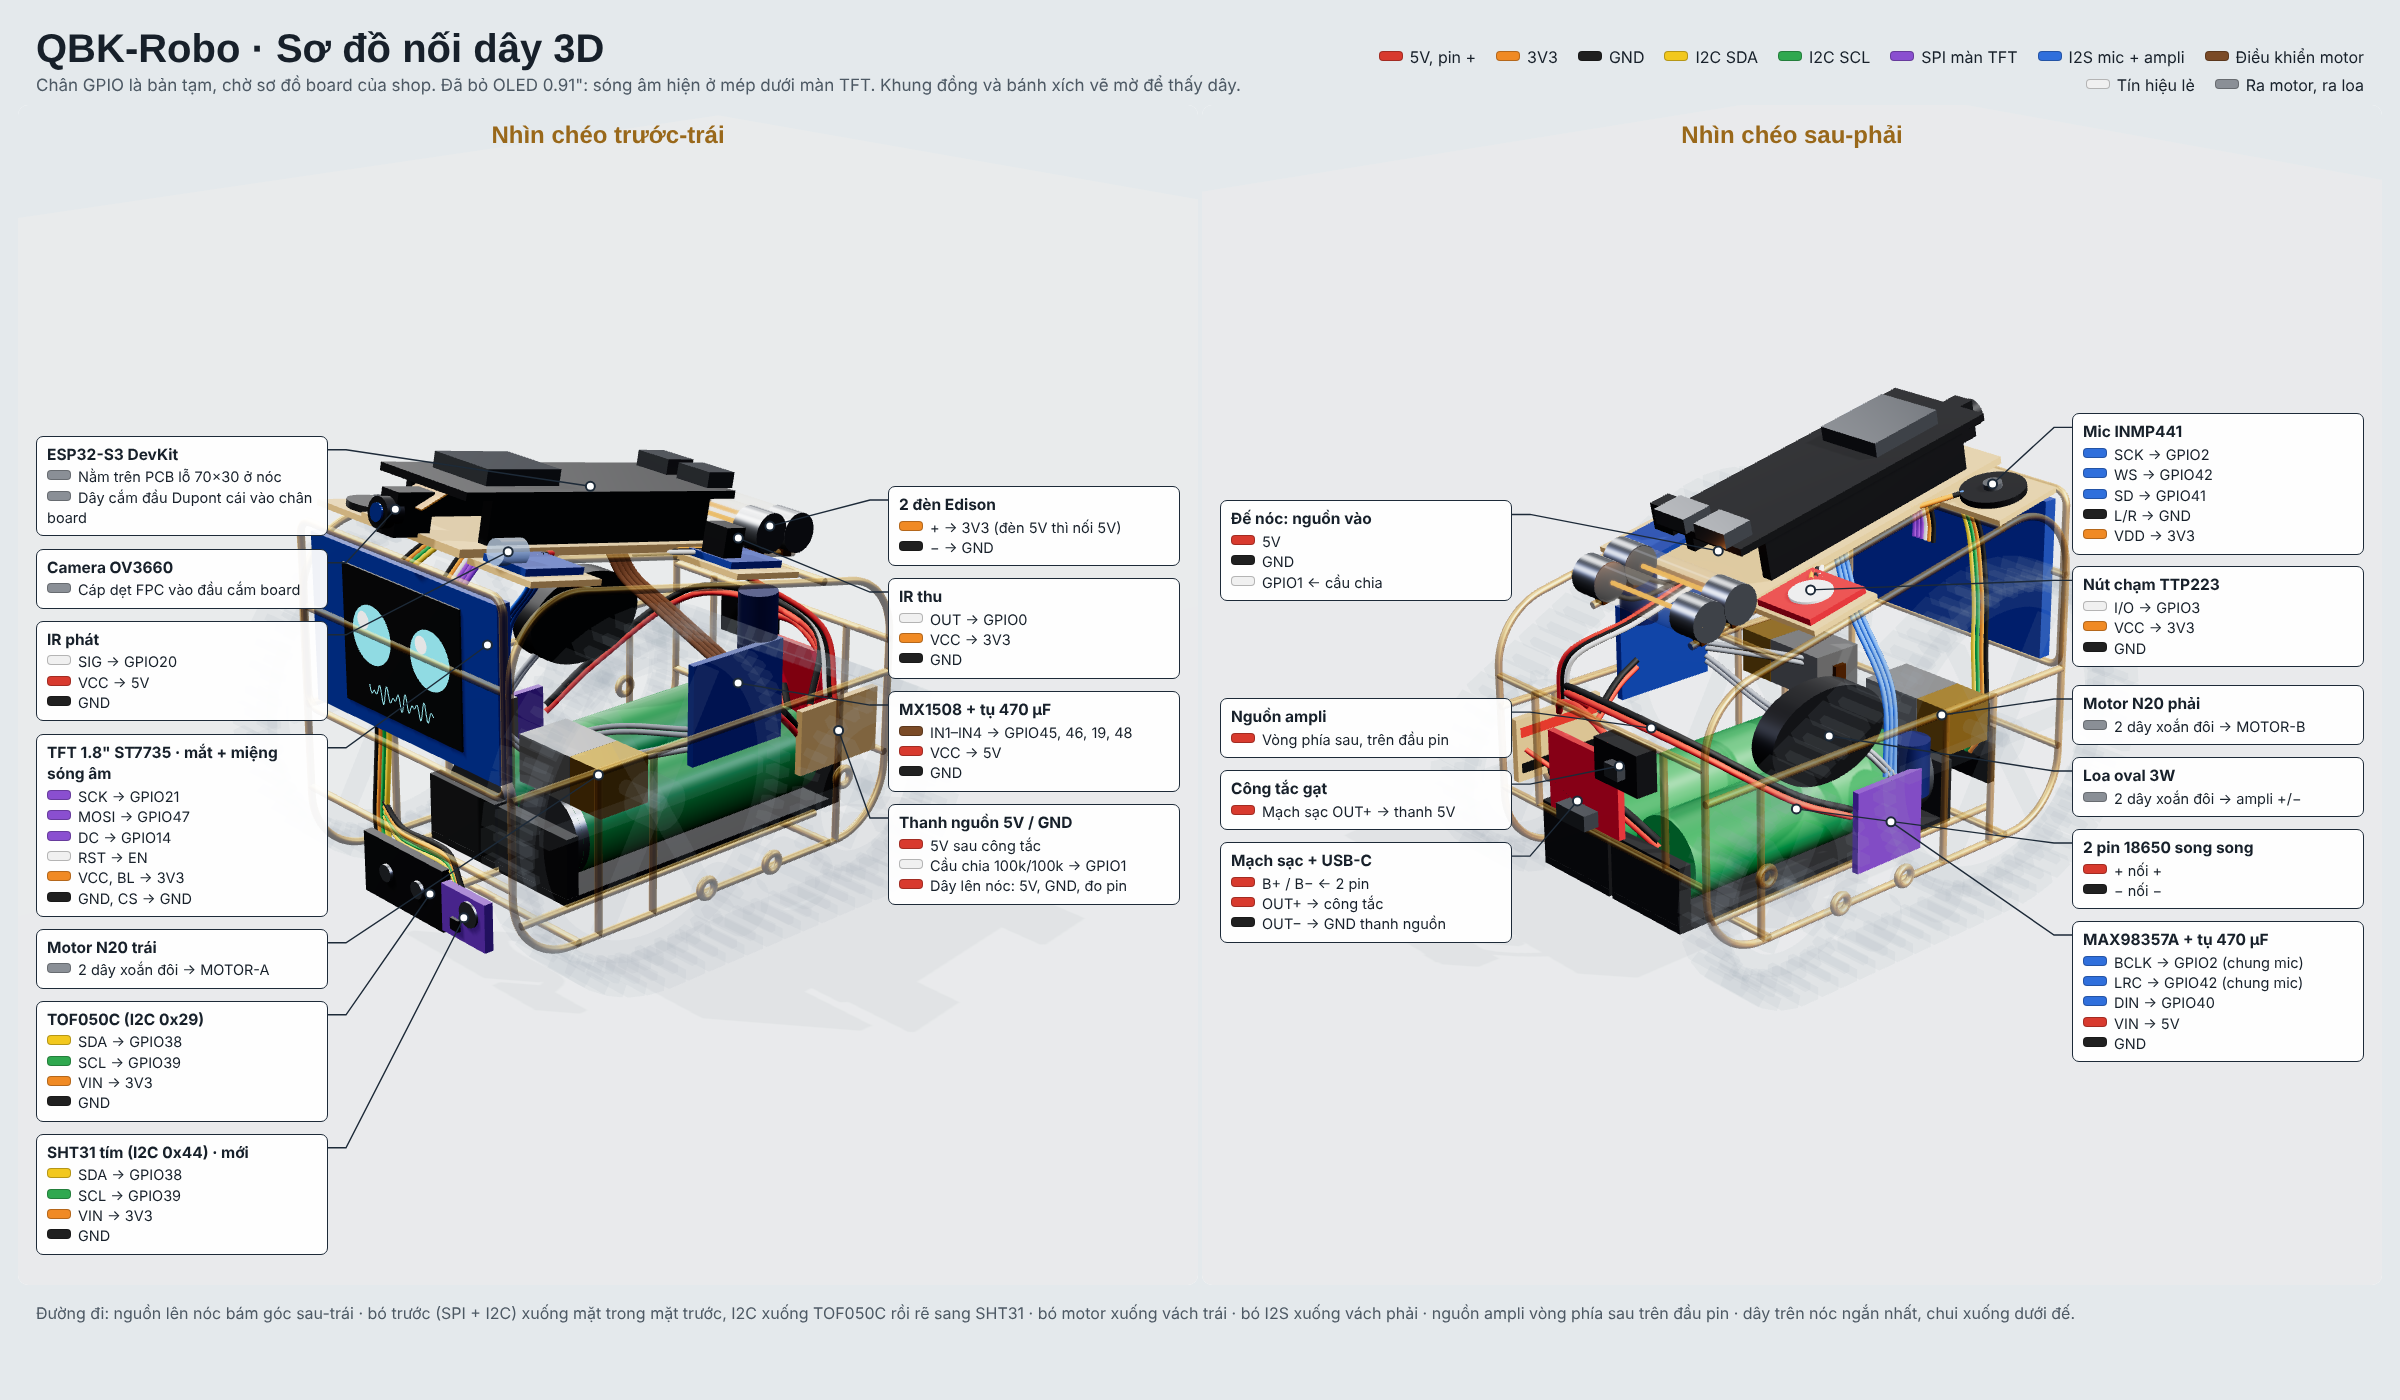 QBK-Robo · Sơ đồ nối dây 3D
Chân GPIO là bản tạm, chờ sơ đồ board của shop. Đã bỏ OLED 0.91": sóng âm hiện ở mép dưới màn TFT. Khung đồng và bánh xích vẽ mờ để thấy dây.
5V, pin +
3V3
GND
I2C SDA
I2C SCL
SPI màn TFT
I2S mic + ampli
Điều khiển motor
Tín hiệu lẻ
Ra motor, ra loa
Nhìn chéo trước-trái
ESP32-S3 DevKit
Nằm trên PCB lỗ 70×30 ở nóc
Dây cắm đầu Dupont cái vào chân
board
Camera OV3660
Cáp dẹt FPC vào đầu cắm board
IR phát
SIG → GPIO20
VCC → 5V
GND
TFT 1.8" ST7735 · mắt + miệng
sóng âm
SCK → GPIO21
MOSI → GPIO47
DC → GPIO14
RST → EN
VCC, BL → 3V3
GND, CS → GND
Motor N20 trái
2 dây xoắn đôi → MOTOR-A
TOF050C (I2C 0x29)
SDA → GPIO38
SCL → GPIO39
VIN → 3V3
GND
SHT31 tím (I2C 0x44) · mới
SDA → GPIO38
SCL → GPIO39
VIN → 3V3
GND
2 đèn Edison
+ → 3V3 (đèn 5V thì nối 5V)
− → GND
IR thu
OUT → GPIO0
VCC → 3V3
GND
MX1508 + tụ 470 µF
IN1–IN4 → GPIO45, 46, 19, 48
VCC → 5V
GND
Thanh nguồn 5V / GND
5V sau công tắc
Cầu chia 100k/100k → GPIO1
Dây lên nóc: 5V, GND, đo pin
Nhìn chéo sau-phải
Đế nóc: nguồn vào
5V
GND
GPIO1 ← cầu chia
Nguồn ampli
Vòng phía sau, trên đầu pin
Công tắc gạt
Mạch sạc OUT+ → thanh 5V
Mạch sạc + USB-C
B+ / B− ← 2 pin
OUT+ → công tắc
OUT− → GND thanh nguồn
Mic INMP441
SCK → GPIO2
WS → GPIO42
SD → GPIO41
L/R → GND
VDD → 3V3
Nút chạm TTP223
I/O → GPIO3
VCC → 3V3
GND
Motor N20 phải
2 dây xoắn đôi → MOTOR-B
Loa oval 3W
2 dây xoắn đôi → ampli +/−
2 pin 18650 song song
+ nối +
− nối −
MAX98357A + tụ 470 µF
BCLK → GPIO2 (chung mic)
LRC → GPIO42 (chung mic)
DIN → GPIO40
VIN → 5V
GND
Đường đi: nguồn lên nóc bám góc sau-trái · bó trước (SPI + I2C) xuống mặt trong mặt trước, I2C xuống TOF050C rồi rẽ sang SHT31 · bó motor xuống vách trái · bó I2S xuống vách phải · nguồn ampli vòng phía sau trên đầu pin · dây trên nóc ngắn nhất, chui xuống dưới đế.